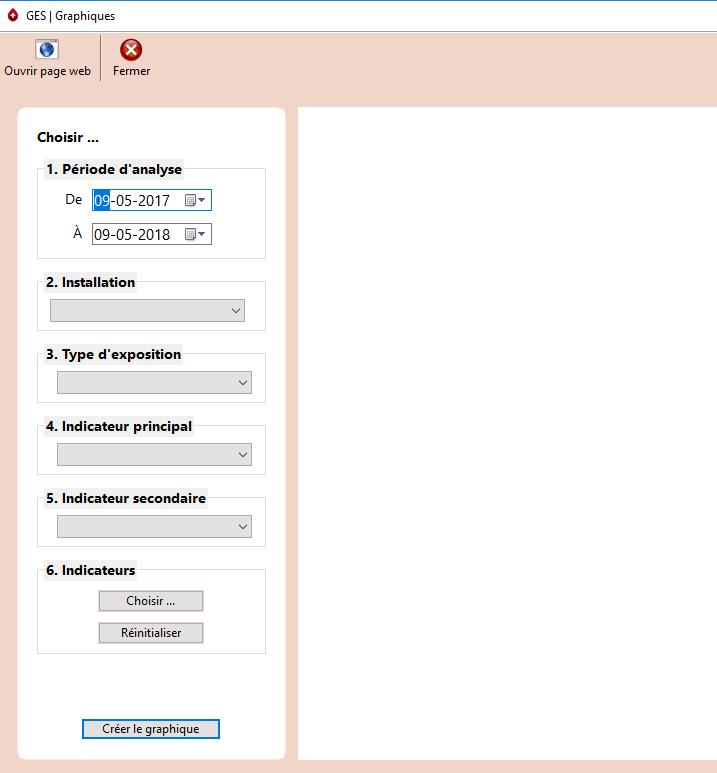 GES | Graphiques
Ouvrir page web
Fermer
Choisir ...
1. Période d'analyse
De 09-05-2017
À 09-05-2018
2. Installation
3. Type d'exposition
4. Indicateur principal
5. Indicateur secondaire
6. Indicateurs
Choisir ...
Réinitialiser
Créer le graphique